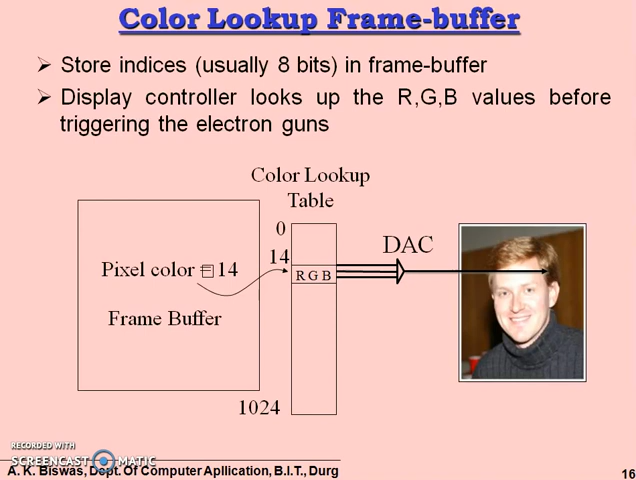 Color Lookup Frame-buffer
➢ Store indices (usually 8 bits) in frame-buffer
➢ Display controller looks up the R,G,B values before
triggering the electron guns
Color Lookup
Table
0
DAC
14
Pixel color = 14
R G B
Frame Buffer
1024
RECORDED WITH
SCREENCAST MATIC
A. K. Biswas, Dept. Of Computer Apllication, B.I.T., Durg
16